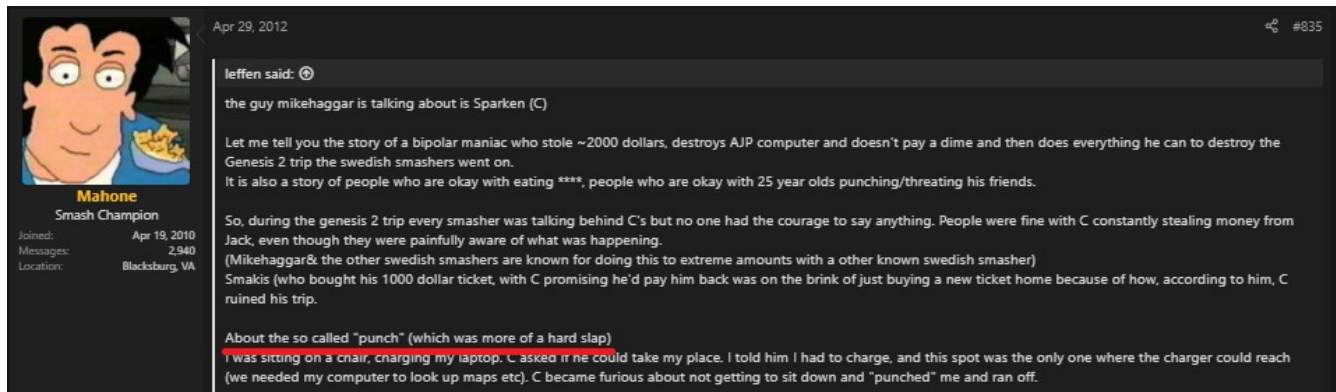 Apr 29, 2012
#835
Mahone
Smash Champion
Joined: Apr 19, 2010
Messages: 2,940
Location: Blacksburg, VA
leffen said:
the guy mikehaggar is talking about is Sparken (C)
Let me tell you the story of a bipolar maniac who stole ~2000 dollars, destroys AJP computer and doesn't pay a dime and then does everything he can to destroy the
Genesis 2 trip the swedish smashers went on.
It is also a story of people who are okay with eating ****, people who are okay with 25 year olds punching/threating his friends.
So, during the genesis 2 trip every smasher was talking behind C's but no one had the courage to say anything. People were fine with C constantly stealing money from
Jack, even though they were painfully aware of what was happening.
(Mikehaggar& the other swedish smashers are known for doing this to extreme amounts with a other known swedish smasher)
Smakis (who bought his 1000 dollar ticket, with C promising he'd pay him back was on the brink of just buying a new ticket home because of how, according to him, C
ruined his trip.
About the so called "punch" (which was more of a hard slap)
I was sitting on a chair, charging my laptop. C asked if he could take my place. I told him I had to charge, and this spot was the only one where the charger could reach
(we needed my computer to look up maps etc). C became furious about not getting to sit down and "punched" me and ran off.